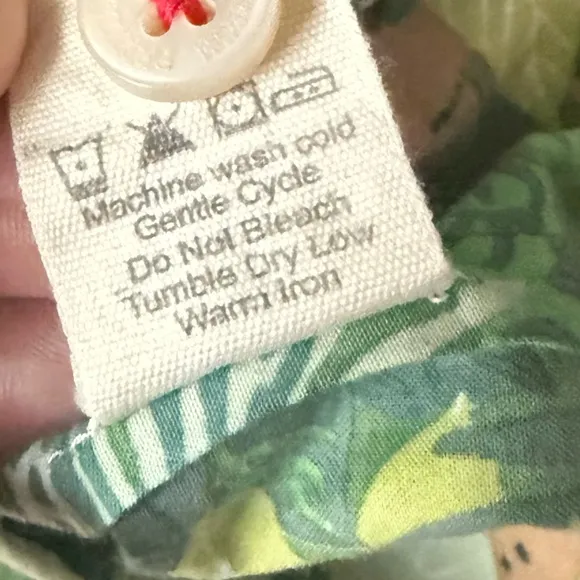 Machine wash cold
Gentle Cycle
Do Not Bleach
Tumble Dry Low
Warm Iron